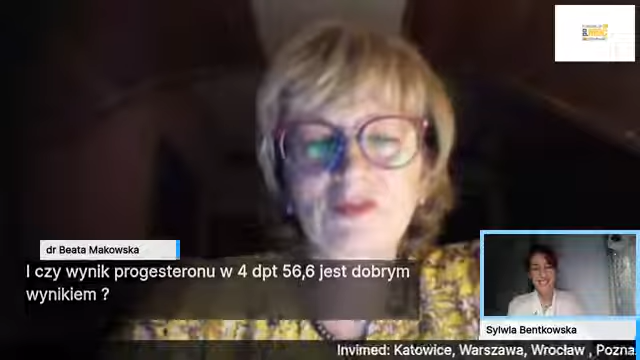 dr Beata Makowska
I czy wynik progesteronu w 4 dpt 56,6 jest dobrym
wynikiem ?
Sylwia Bentkowska
Invimed: Katowice, Warszawa, Wrocław , Pozna